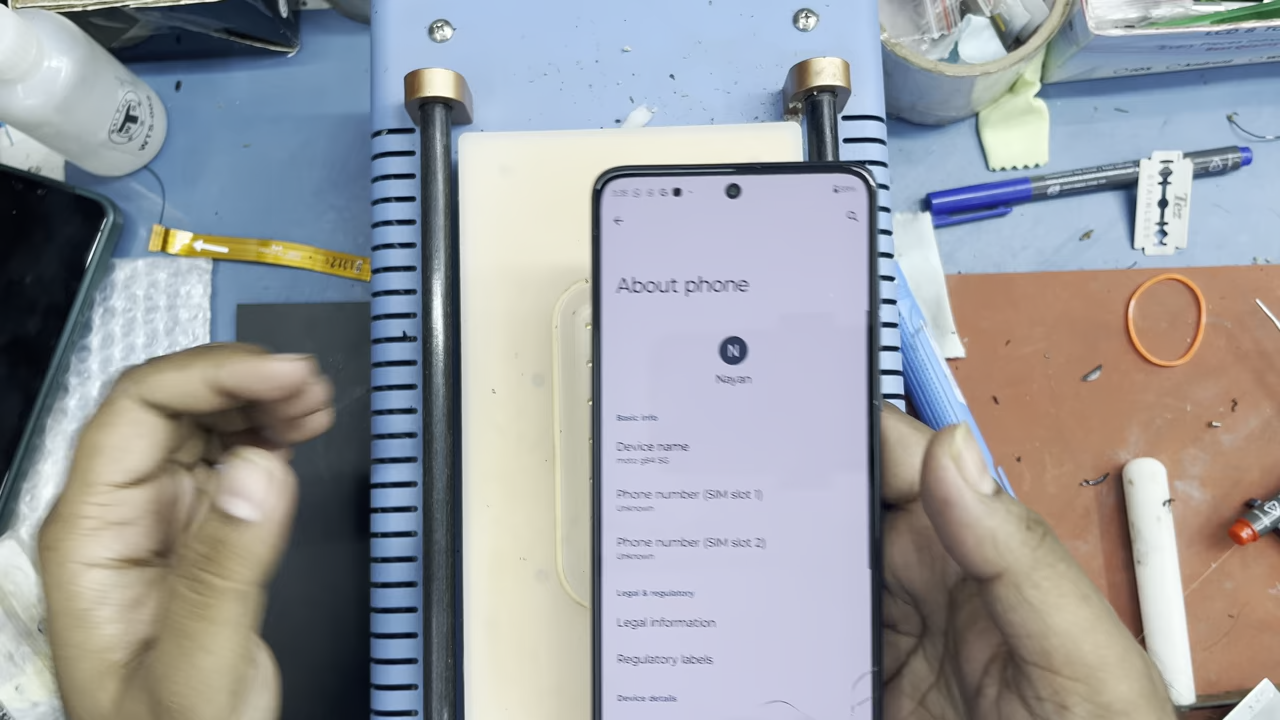 About phone
N
Nayan
Basic info
Device name
moto g84 5G
Phone number (SIM slot 1)
Unknown
Phone number (SIM slot 2)
Unknown
Legal & regulatory
Legal information
Regulatory labels
Device details